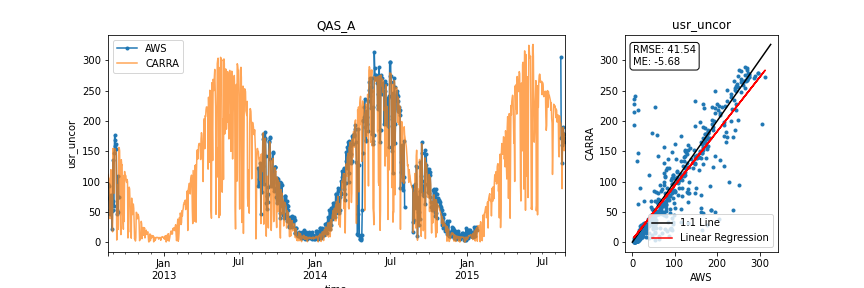 QAS_A
AWS
CARRA
usr_uncor
300
250
200
150
100
50
0
Jan
2013
Jul
Jan
2014
Jul
Jan
2015
Jul
time
usr_uncor
RMSE: 41.54
ME: -5.68
CARRA
300
250
200
150
100
50
0
1:1 Line
Linear Regression
0
100
200
300
AWS